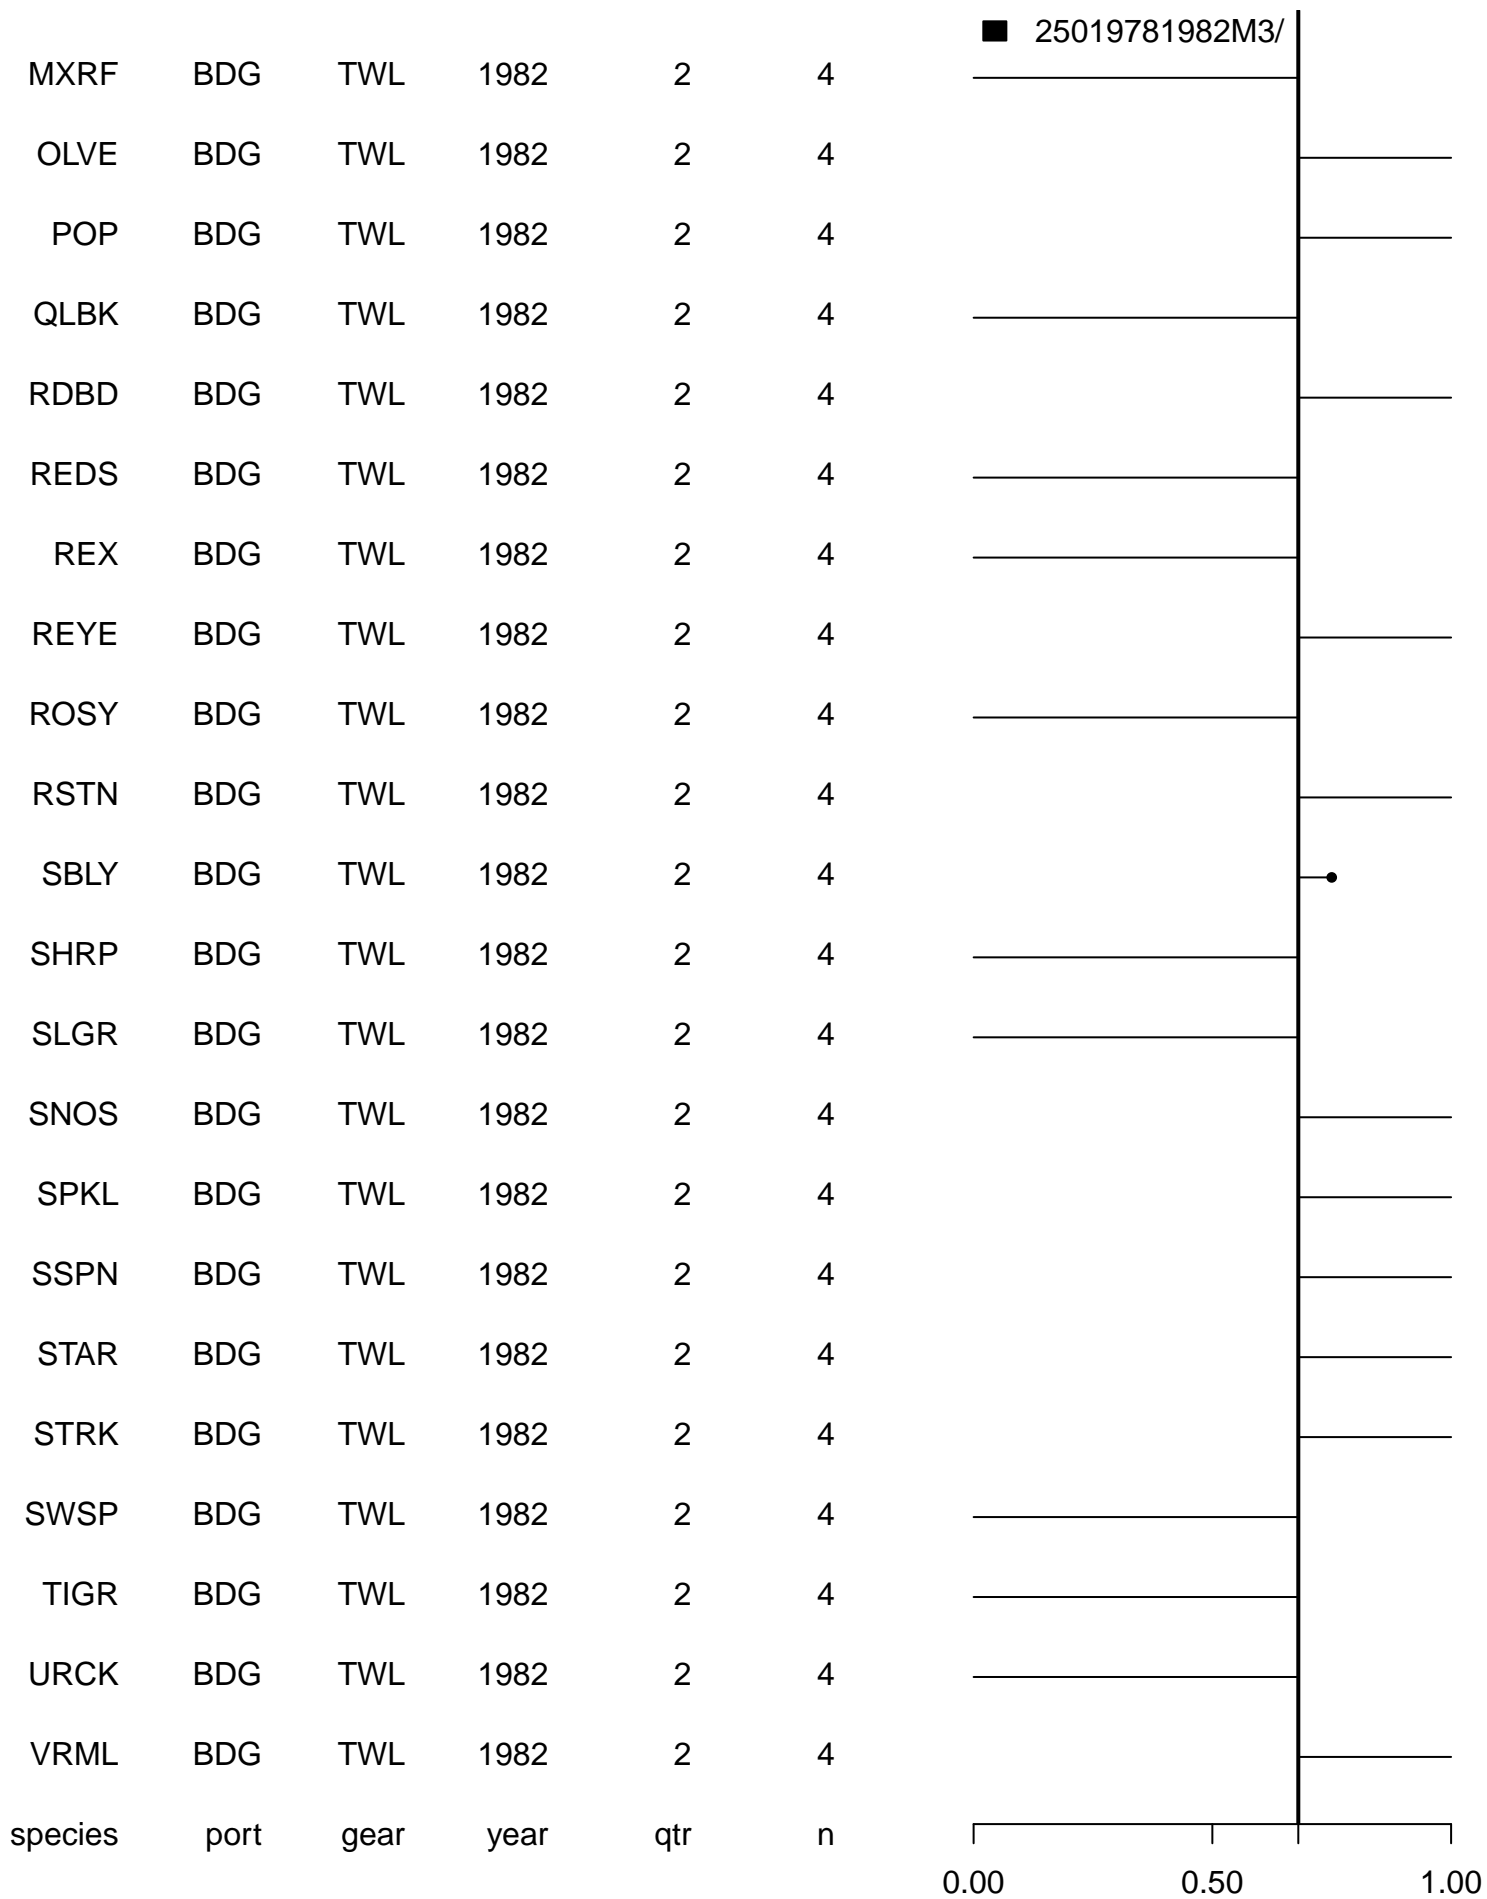 25019781982M3/
MXRF BDG TWL 1982 2 4
OLVE BDG TWL 1982 2 4
POP BDG TWL 1982 2 4
QLBK BDG TWL 1982 2 4
RDBD BDG TWL 1982 2 4
REDS BDG TWL 1982 2 4
REX BDG TWL 1982 2 4
REYE BDG TWL 1982 2 4
ROSY BDG TWL 1982 2 4
RSTN BDG TWL 1982 2 4
SBLY BDG TWL 1982 2 4
SHRP BDG TWL 1982 2 4
SLGR BDG TWL 1982 2 4
SNOS BDG TWL 1982 2 4
SPKL BDG TWL 1982 2 4
SSPN BDG TWL 1982 2 4
STAR BDG TWL 1982 2 4
STRK BDG TWL 1982 2 4
SWSP BDG TWL 1982 2 4
TIGR BDG TWL 1982 2 4
URCK BDG TWL 1982 2 4
VRML BDG TWL 1982 2 4
species port gear year qtr n
0.00 0.50 1.00